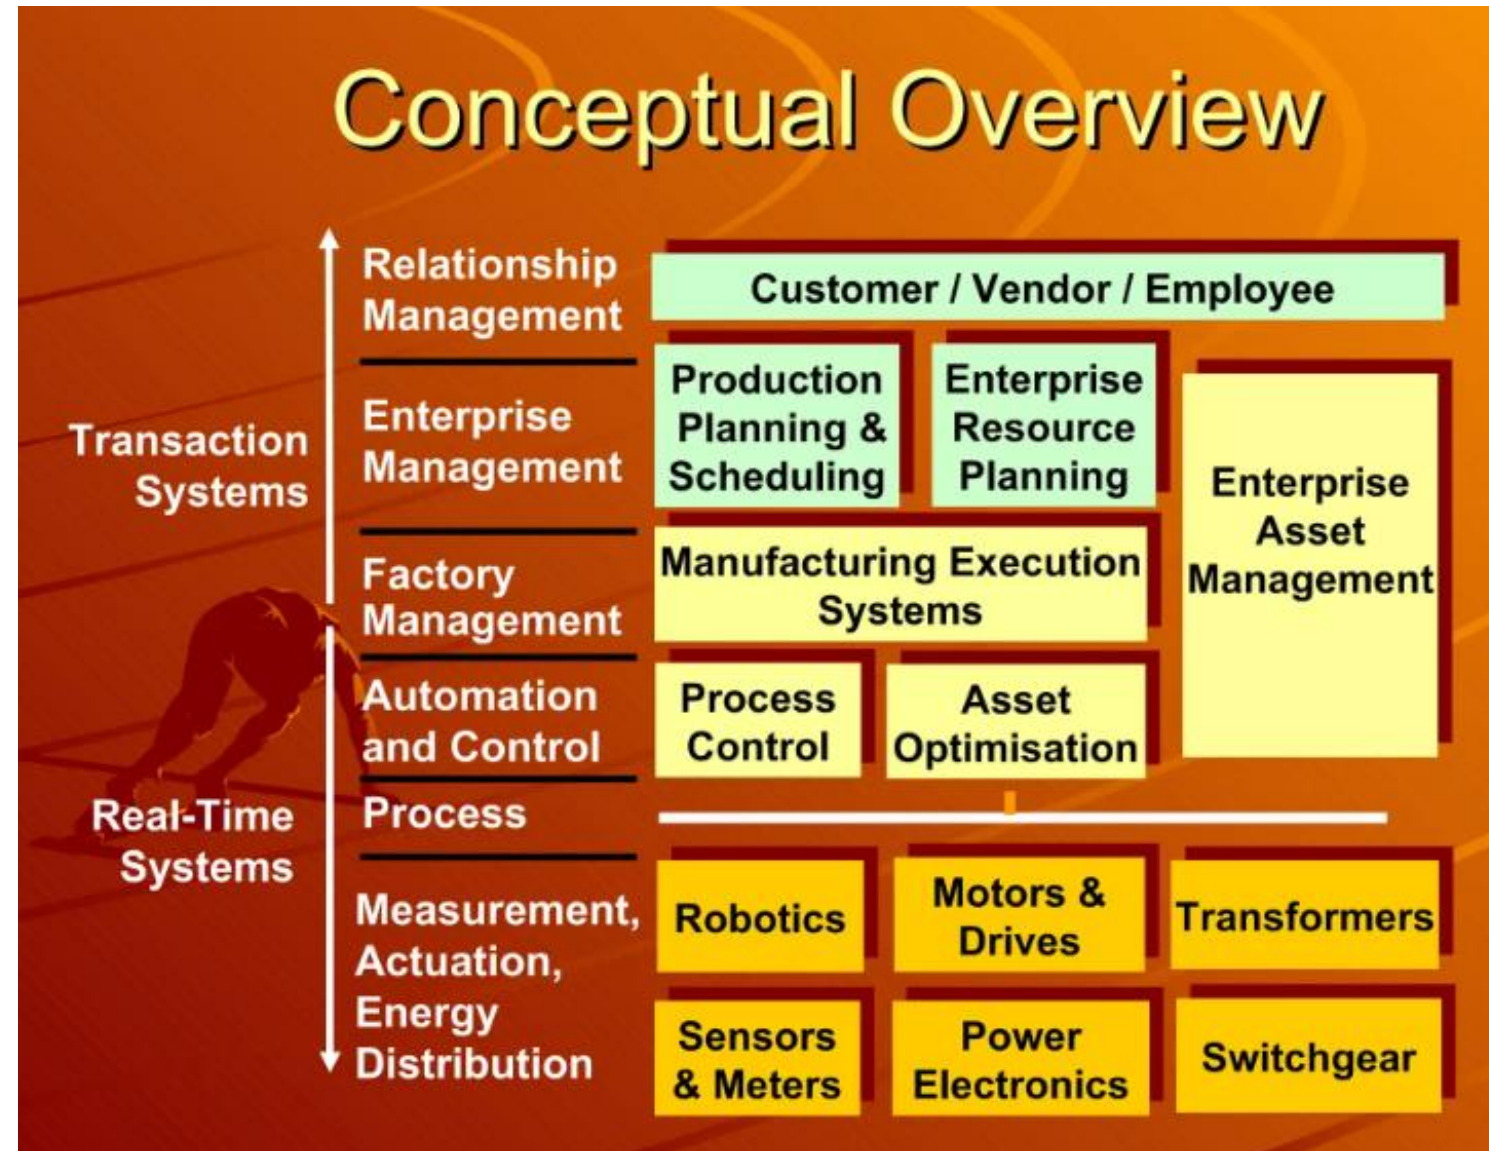 Conceptual Overview
Transaction
Systems
Real-Time
Systems
Relationship
Management
Enterprise
Management
Factory
Management
Automation
and Control
Process
Measurement,
Actuation,
Energy
Distribution
Customer / Vendor / Employee
Production
Planning &
Scheduling
Enterprise
Resource
Planning
Enterprise
Asset
Management
Manufacturing Execution
Systems
Process
Control
Asset
Optimisation
Robotics
Motors &
Drives
Transformers
Sensors
& Meters
Power
Electronics
Switchgear